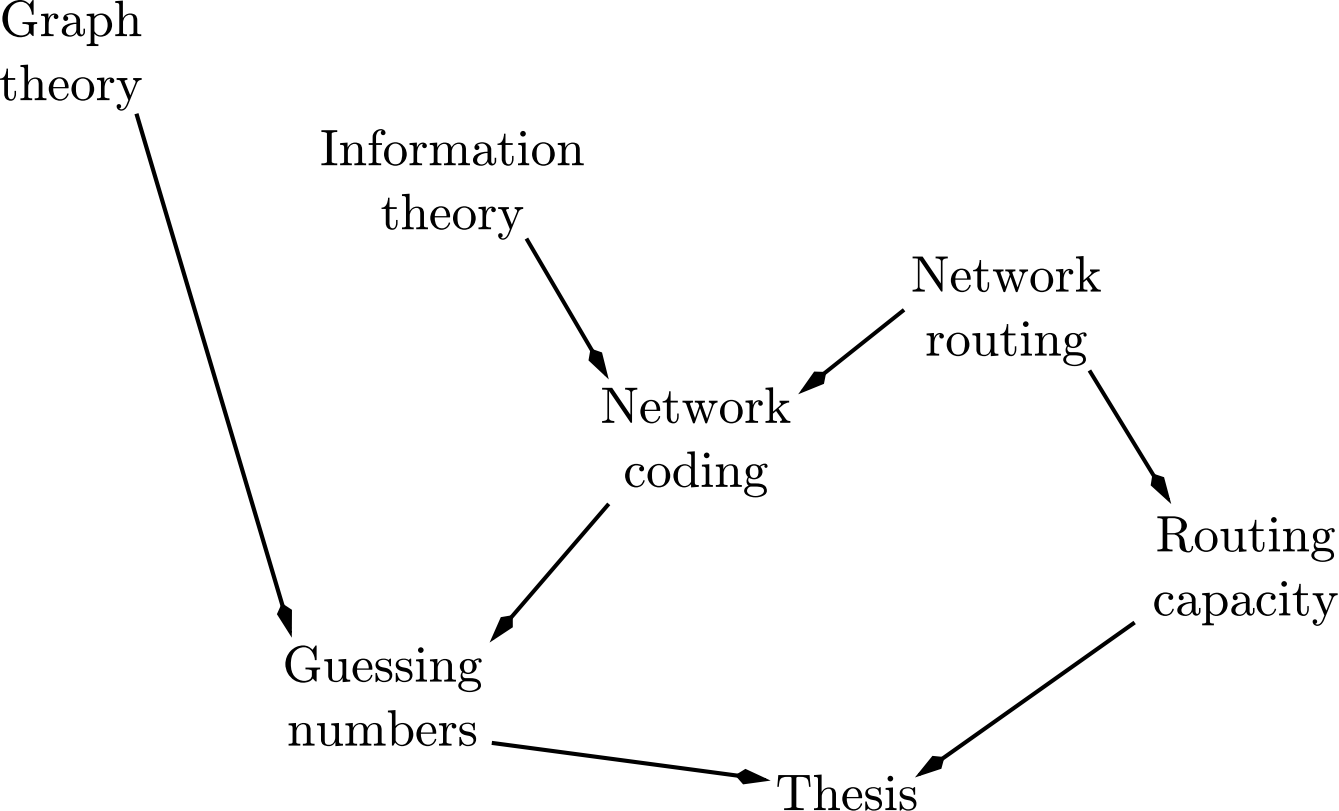 Graph
theory
Information
theory
Network
routing
Network
coding
Routing
capacity
Guessing
numbers
Thesis